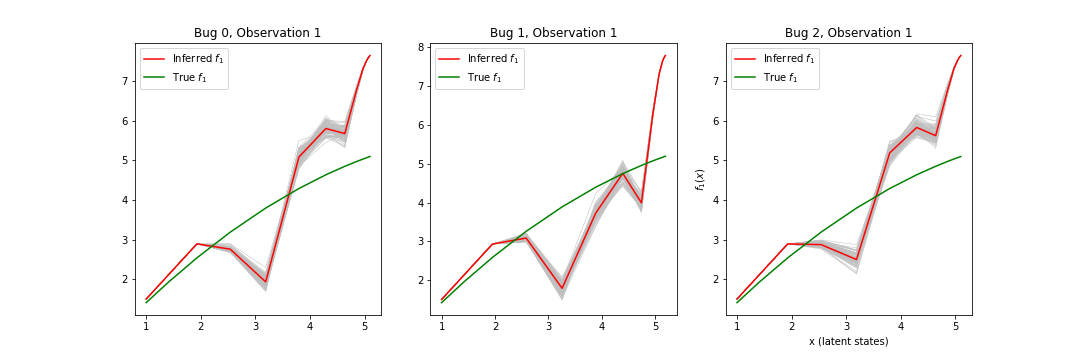 Bug 0, Observation 1
Inferred f₁
True f₁
7
6
5
4
3
2
1 2 3 4 5
Bug 1, Observation 1
Inferred f₁
True f₁
8
7
6
5
4
3
2
1 2 3 4 5
Bug 2, Observation 1
Inferred f₁
True f₁
f₁(x)
7
6
5
4
3
2
1 2 3 4 5
x (latent states)